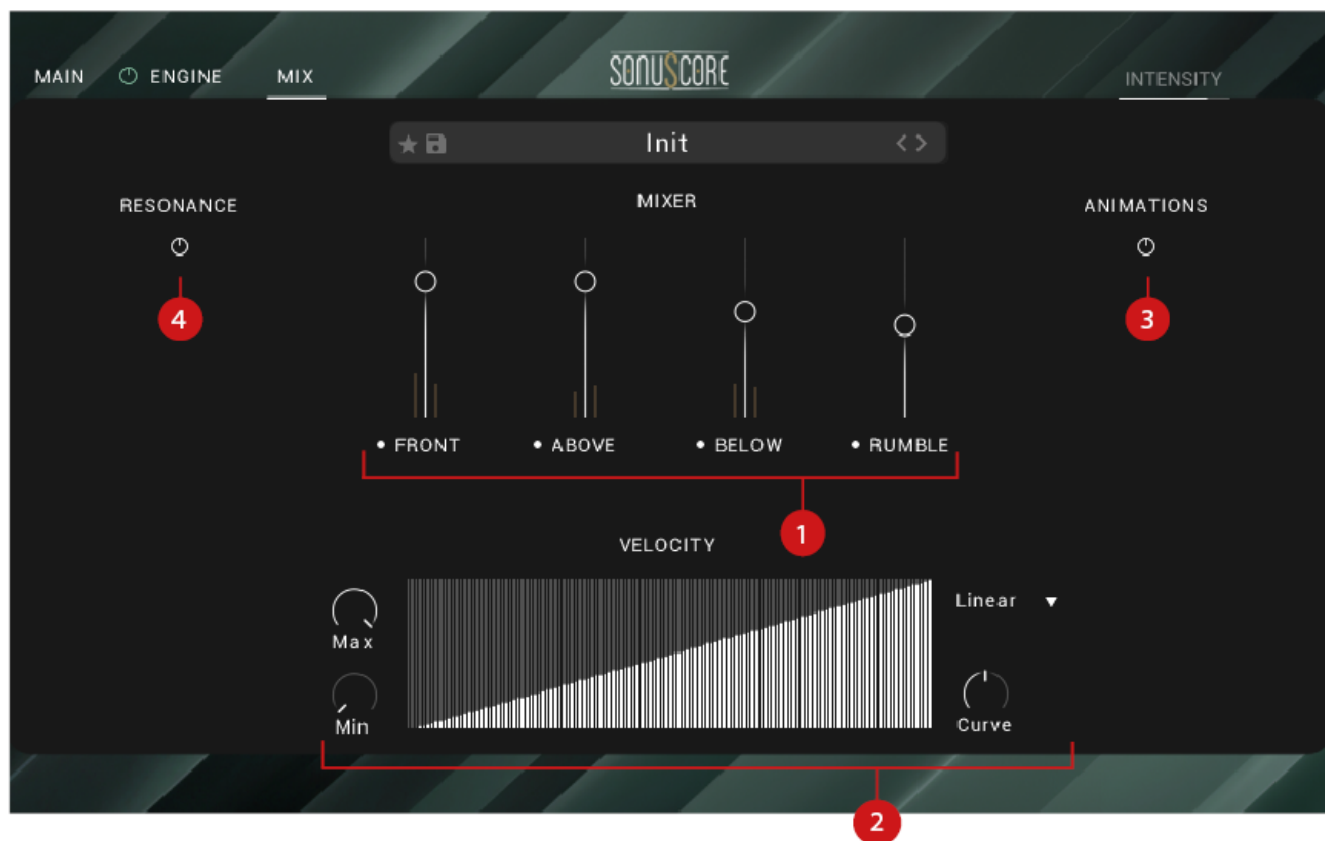 MAIN ENGINE MIX SONUSCORE INTENSITY
Init
RESONANCE MIXER ANIMATIONS
4 3
FRONT ABOVE BELOW RUMBLE
1
VELOCITY
Max Linear
Min Curve
2